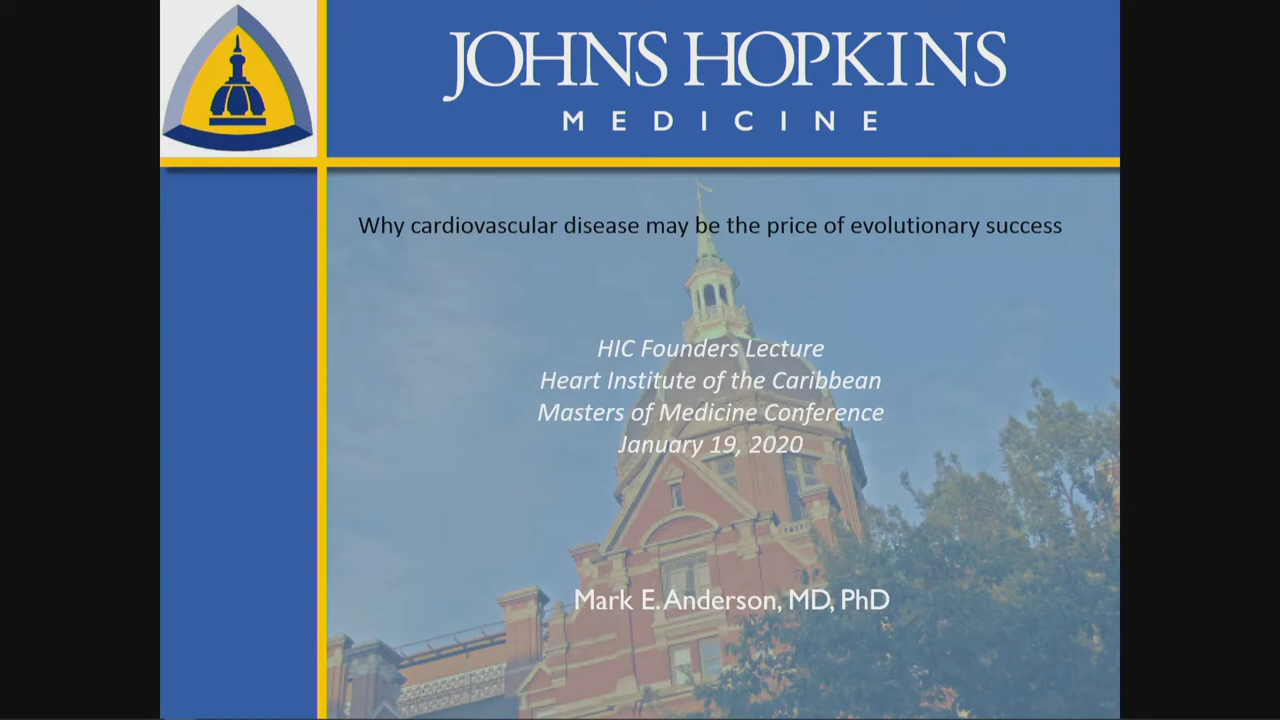 JOHNS HOPKINS
MEDICINE
Why cardiovascular disease may be the price of evolutionary success
HIC Founders Lecture
Heart Institute of the Caribbean
Masters of Medicine Conference
January 19, 2020
Mark E. Anderson, MD, PhD